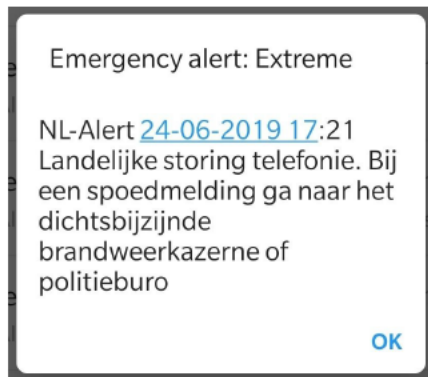 Emergency alert: Extreme
NL-Alert 24-06-2019 17:21
Landelijke storing telefonie. Bij
een spoedmelding ga naar het
dichtsbijzijnde
brandweerkazerne of
politieburo
OK